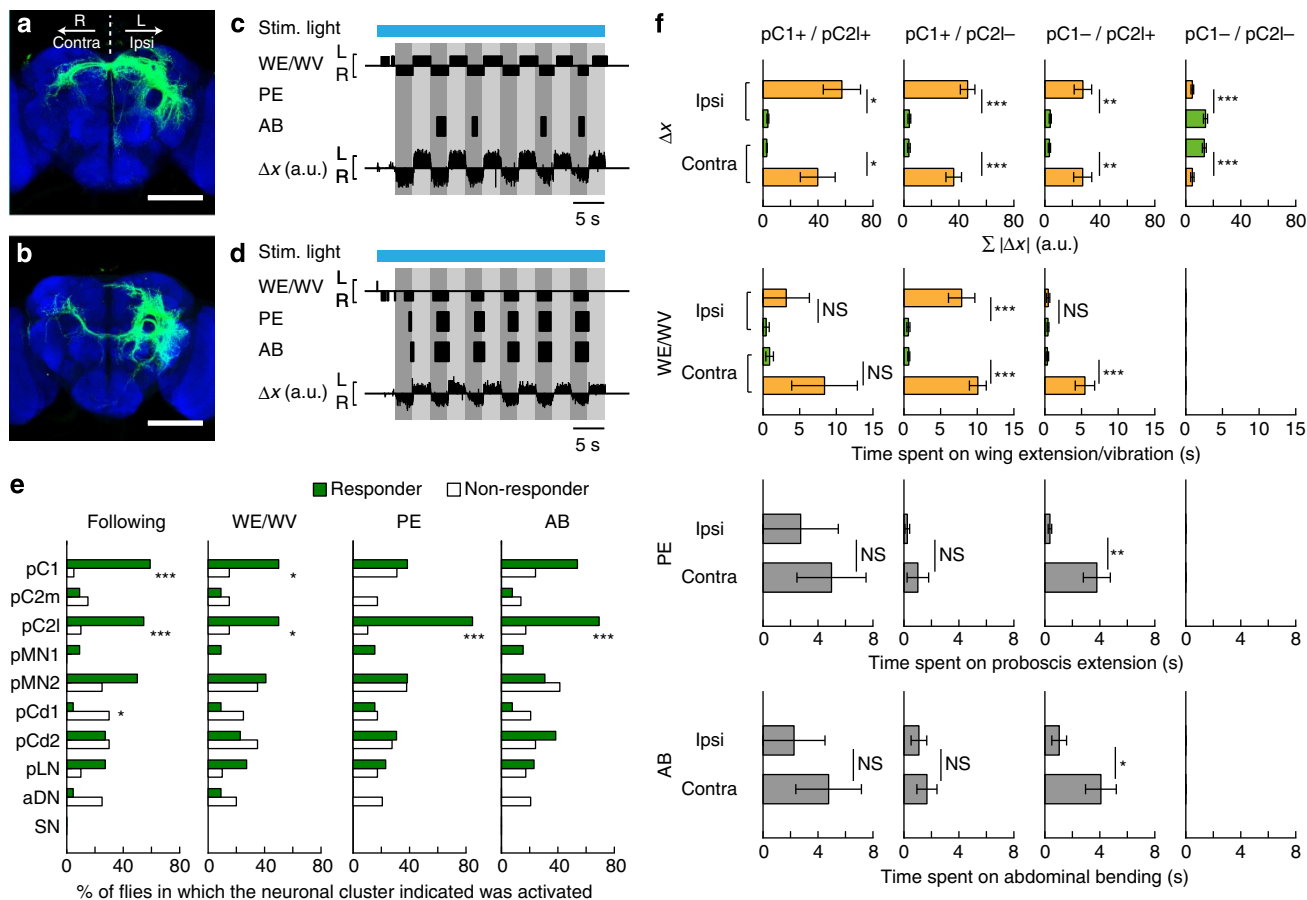 a
R
L
Contra
Ipsi
b
c
Stim. light
WE/WV
L
R
PE
AB
Δx (a.u.)
L
R
5 s
d
Stim. light
WE/WV
L
R
PE
AB
Δx (a.u.)
L
R
5 s
e
Responder
Non-responder
Following
WE/WV
PE
AB
pC1
pC2m
pC2l
pMN1
pMN2
pCd1
pCd2
pLN
aDN
SN
***
***
*
*
*
***
***
0 40 80
0 40 80
0 40 80
0 40 80
% of flies in which the neuronal cluster indicated was activated
f
pC1+ / pC2l+
pC1+ / pC2l–
pC1– / pC2l+
pC1– / pC2l–
Δx
Ipsi
Contra
* *** ** ***
* *** ** ***
0 40 80
0 40 80
0 40 80
0 40 80
∑ |Δx| (a.u.)
WE/WV
Ipsi
Contra
NS *** NS
NS *** ***
0 5 10 15
0 5 10 15
0 5 10 15
0 5 10 15
Time spent on wing extension/vibration (s)
PE
Ipsi
Contra
NS NS **
0 4 8
0 4 8
0 4 8
0 4 8
Time spent on proboscis extension (s)
AB
Ipsi
Contra
NS NS *
0 4 8
0 4 8
0 4 8
0 4 8
Time spent on abdominal bending (s)